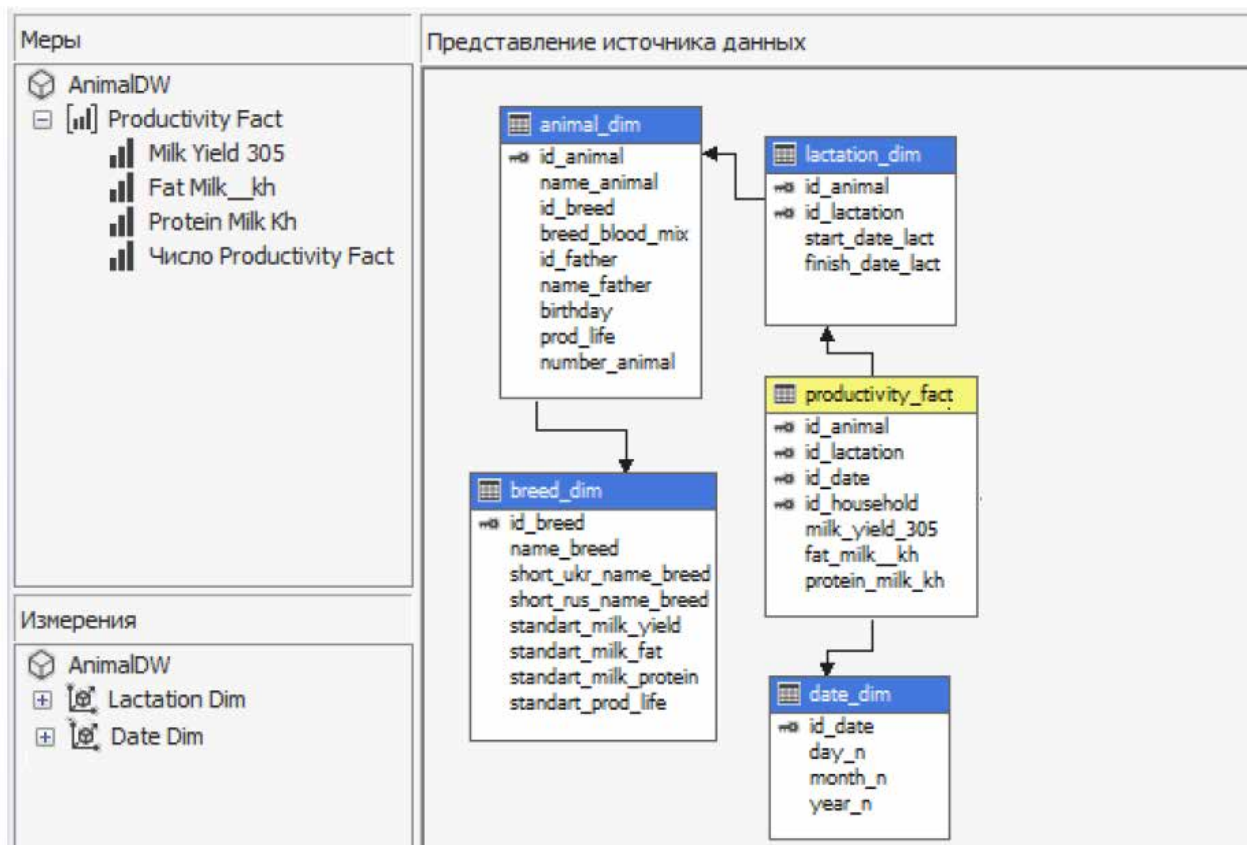 Меры
AnimalDW
Productivity Fact
Milk Yield 305
Fat Milk__kh
Protein Milk Kh
Число Productivity Fact
Измерения
AnimalDW
Lactation Dim
Date Dim
Представление источника данных
animal_dim
id_animal
name_animal
id_breed
breed_blood_mix
id_father
name_father
birthday
prod_life
number_animal
lactation_dim
id_animal
id_lactation
start_date_lact
finish_date_lact
productivity_fact
id_animal
id_lactation
id_date
id_household
milk_yield_305
fat_milk__kh
protein_milk_kh
breed_dim
id_breed
name_breed
short_ukr_name_breed
short_rus_name_breed
standart_milk_yield
standart_milk_fat
standart_milk_protein
standart_prod_life
date_dim
id_date
day_n
month_n
year_n